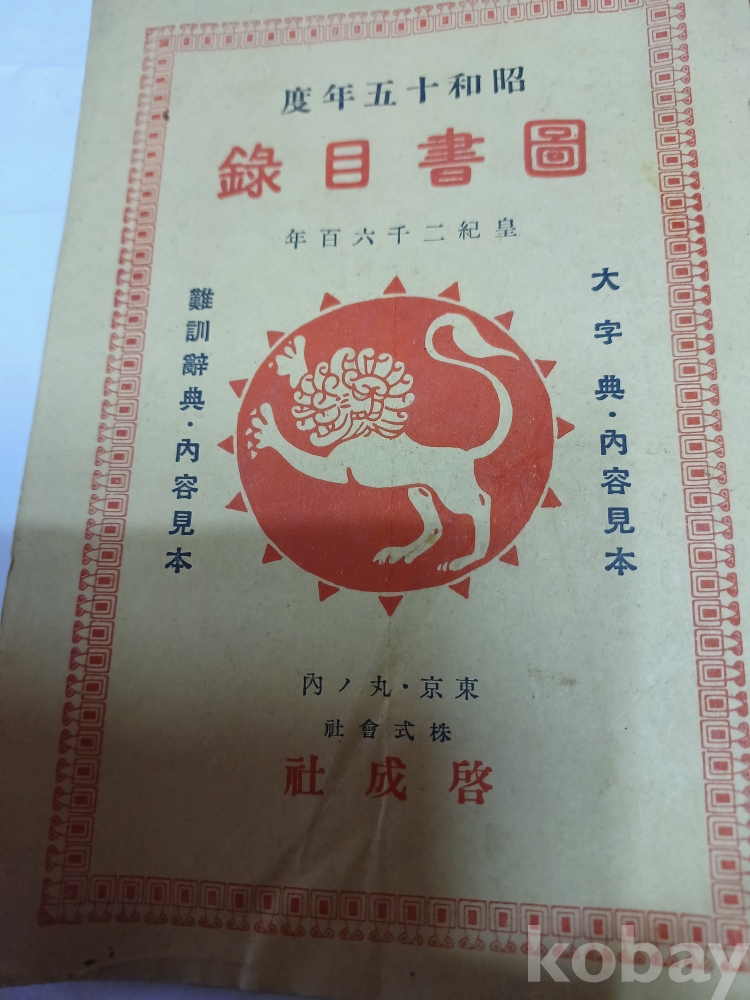 昭和十五年度
圖書目錄
皇紀二千六百年
大字典・內容見本
難訓辭典・內容見本
東京・丸ノ內
株式會社
啓成社
kobay